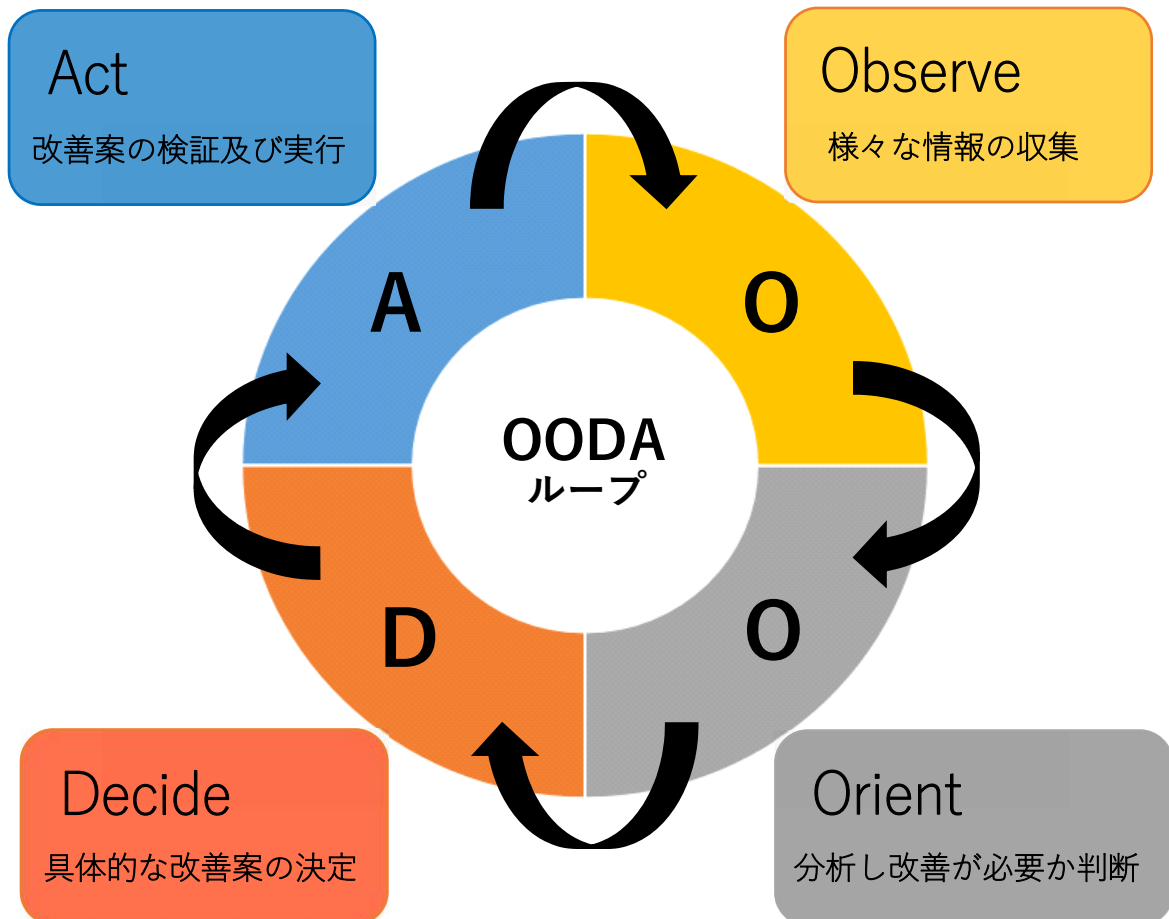 Act
改善案の検証及び実行
Observe
様々な情報の収集
A
O
OODA
ループ
D
O
Decide
具体的な改善案の決定
Orient
分析し改善が必要か判断